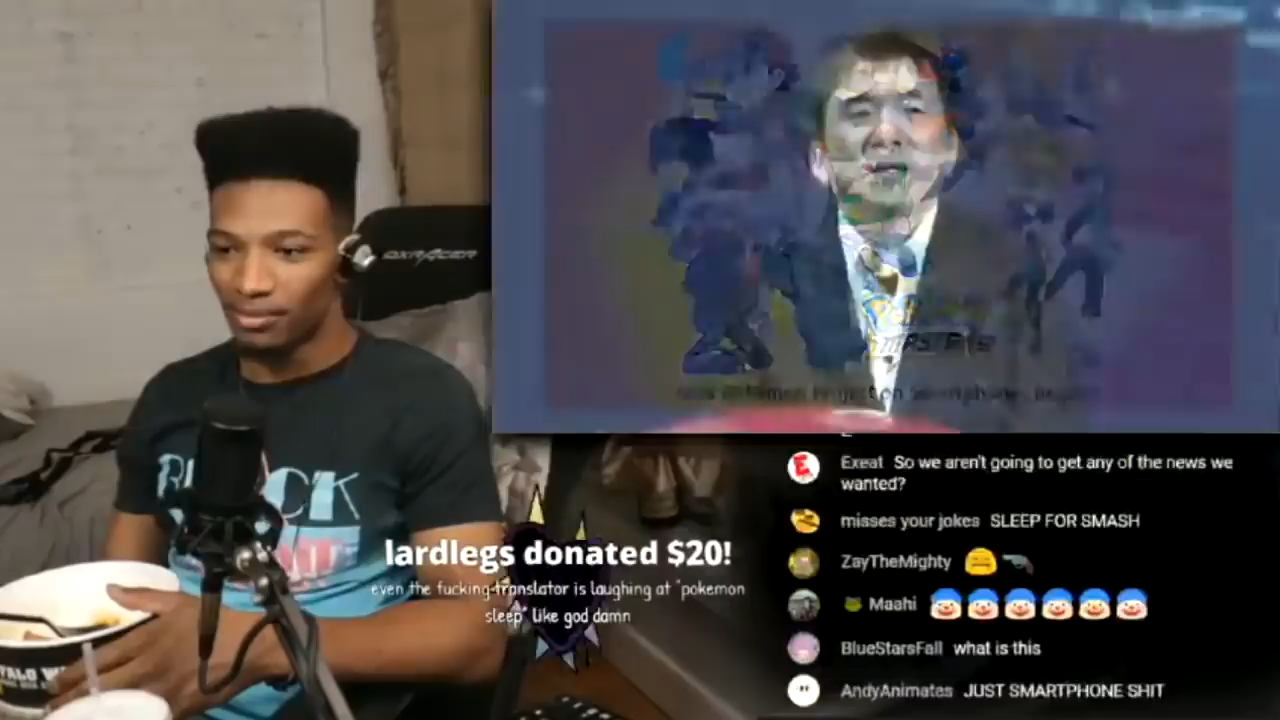 DXRACER
BLACK
lardlegs donated $20!
even the fucking translator is laughing at "pokemon
sleep" like god damn
Exeat So we aren't going to get any of the news we
wanted?
misses your jokes SLEEP FOR SMASH
ZayTheMighty
Maahi
BlueStarsFall what is this
AndyAnimates JUST SMARTPHONE SHIT